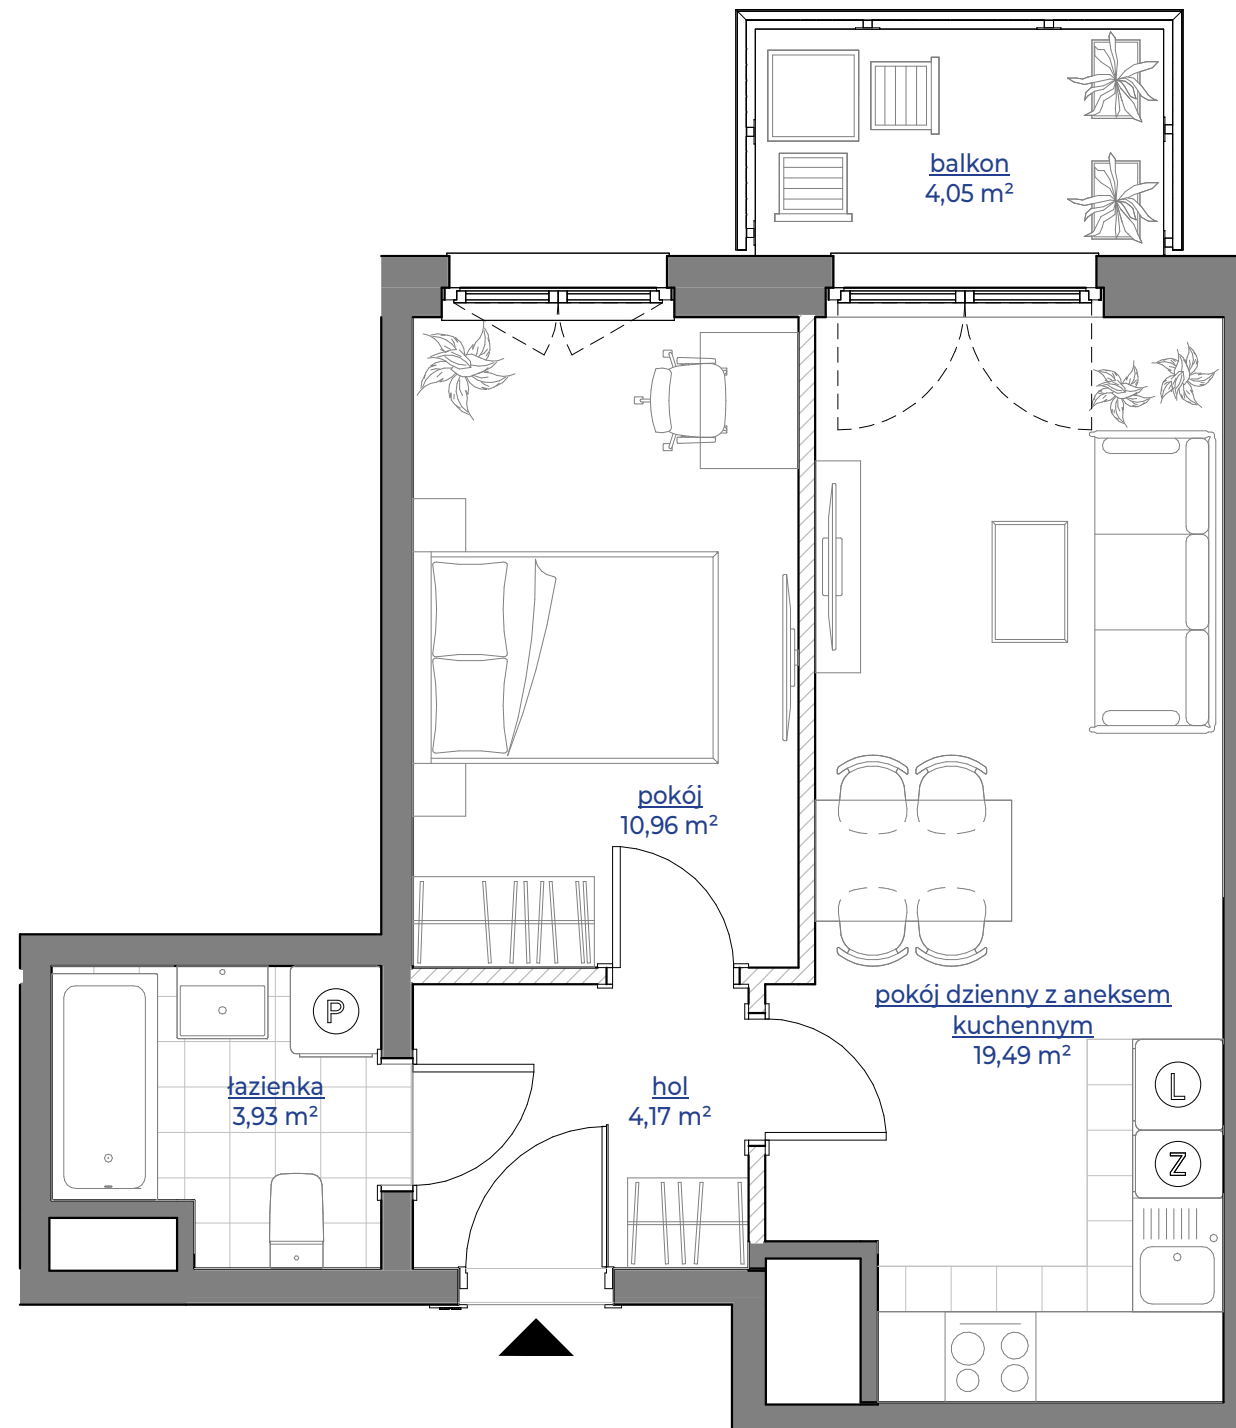 balkon
4,05 m²
pokój
10,96 m²
pokój dzienny z aneksem
kuchennym
19,49 m²
P
łazienka
3,93 m²
hol
4,17 m²
L
Z